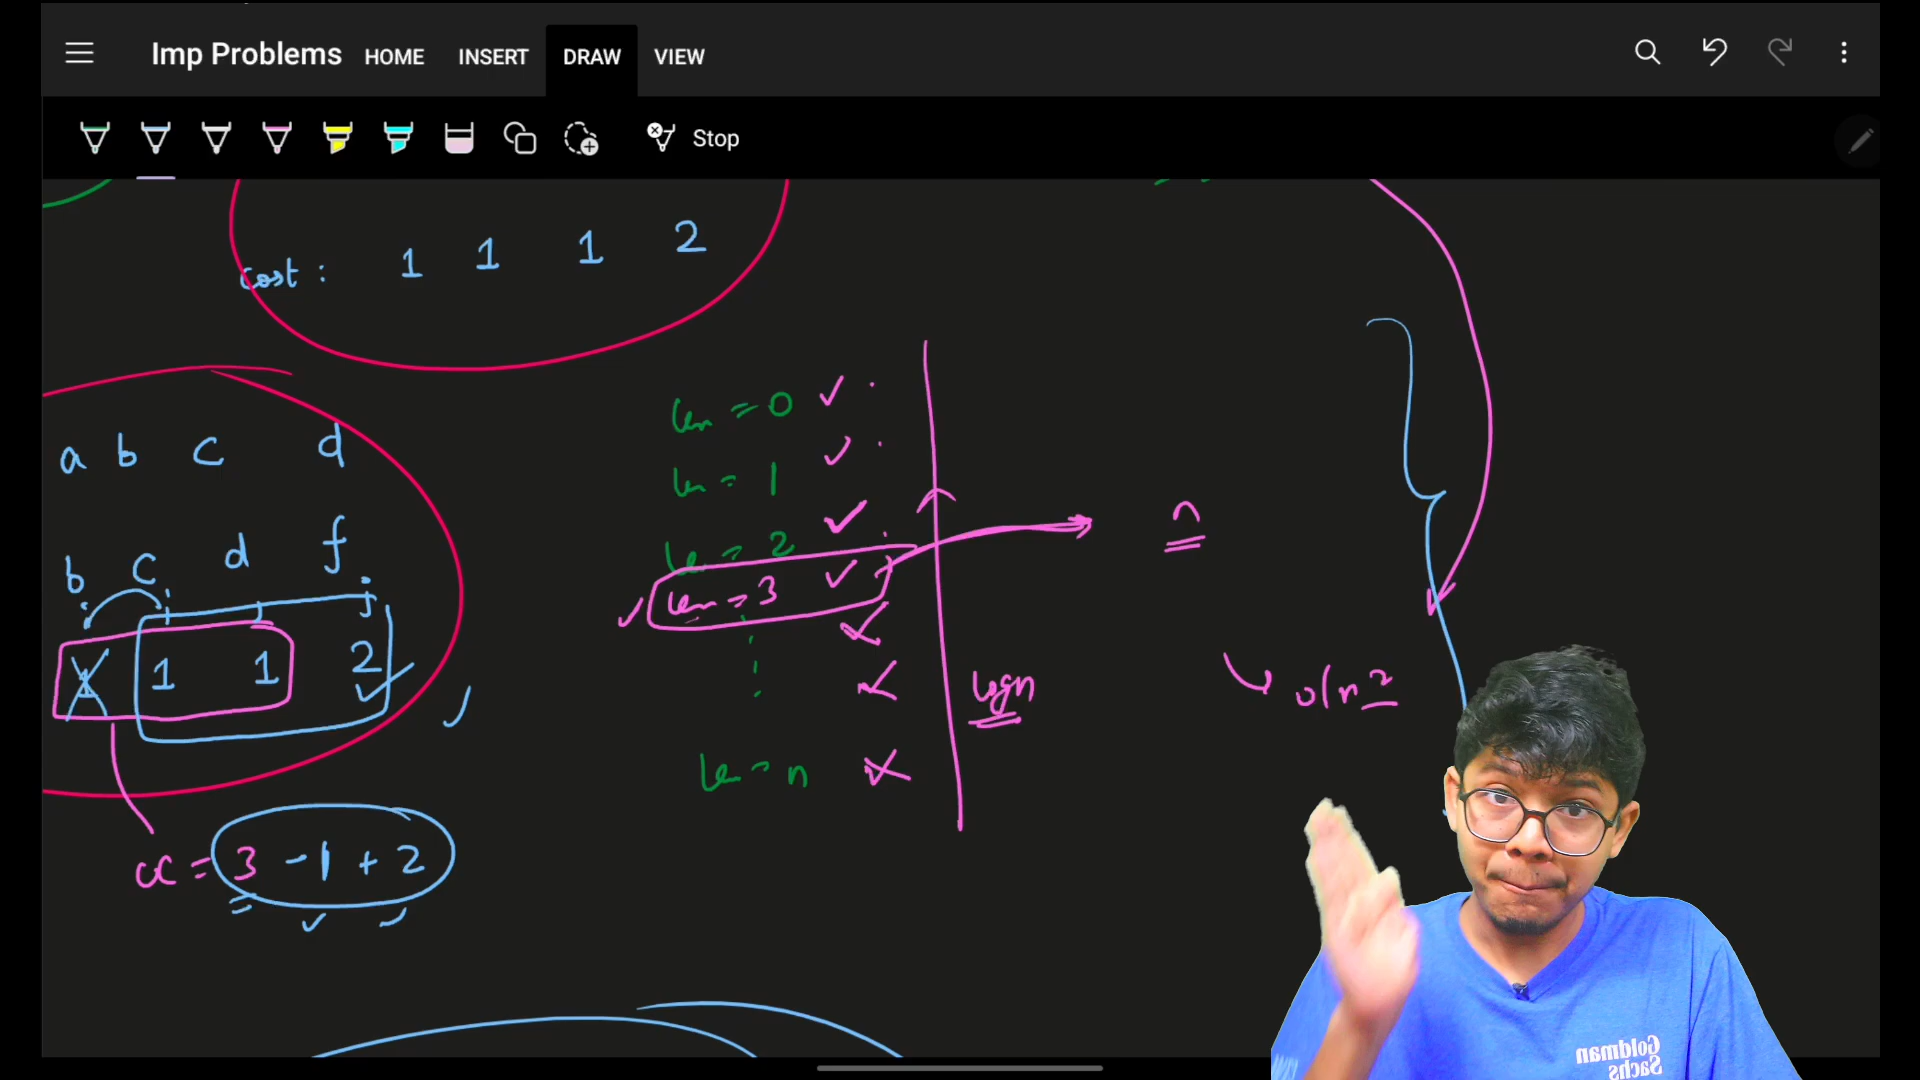 Imp Problems HOME INSERT DRAW VIEW
Stop
Cost : 1 1 1 2
a b c d
b c d f
1 1 1 2
len = 0
len = 1
len = 2
len = 3
len = n
n
logn
o(n2
= 3 - 1 + 2
Goldman
Sachs